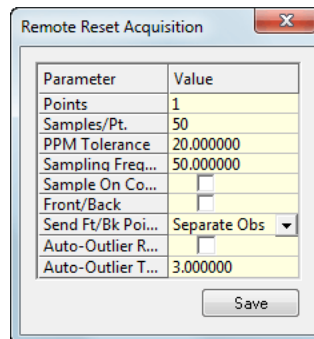 Remote Reset Acquisition
Parameter Value
Points 1
Samples/Pt. 50
PPM Tolerance 20.000000
Sampling Freq... 50.000000
Sample On Co...
Front/Back
Send Ft/Bk Poi... Separate Obs
Auto-Outlier R...
Auto-Outlier T... 3.000000
Save